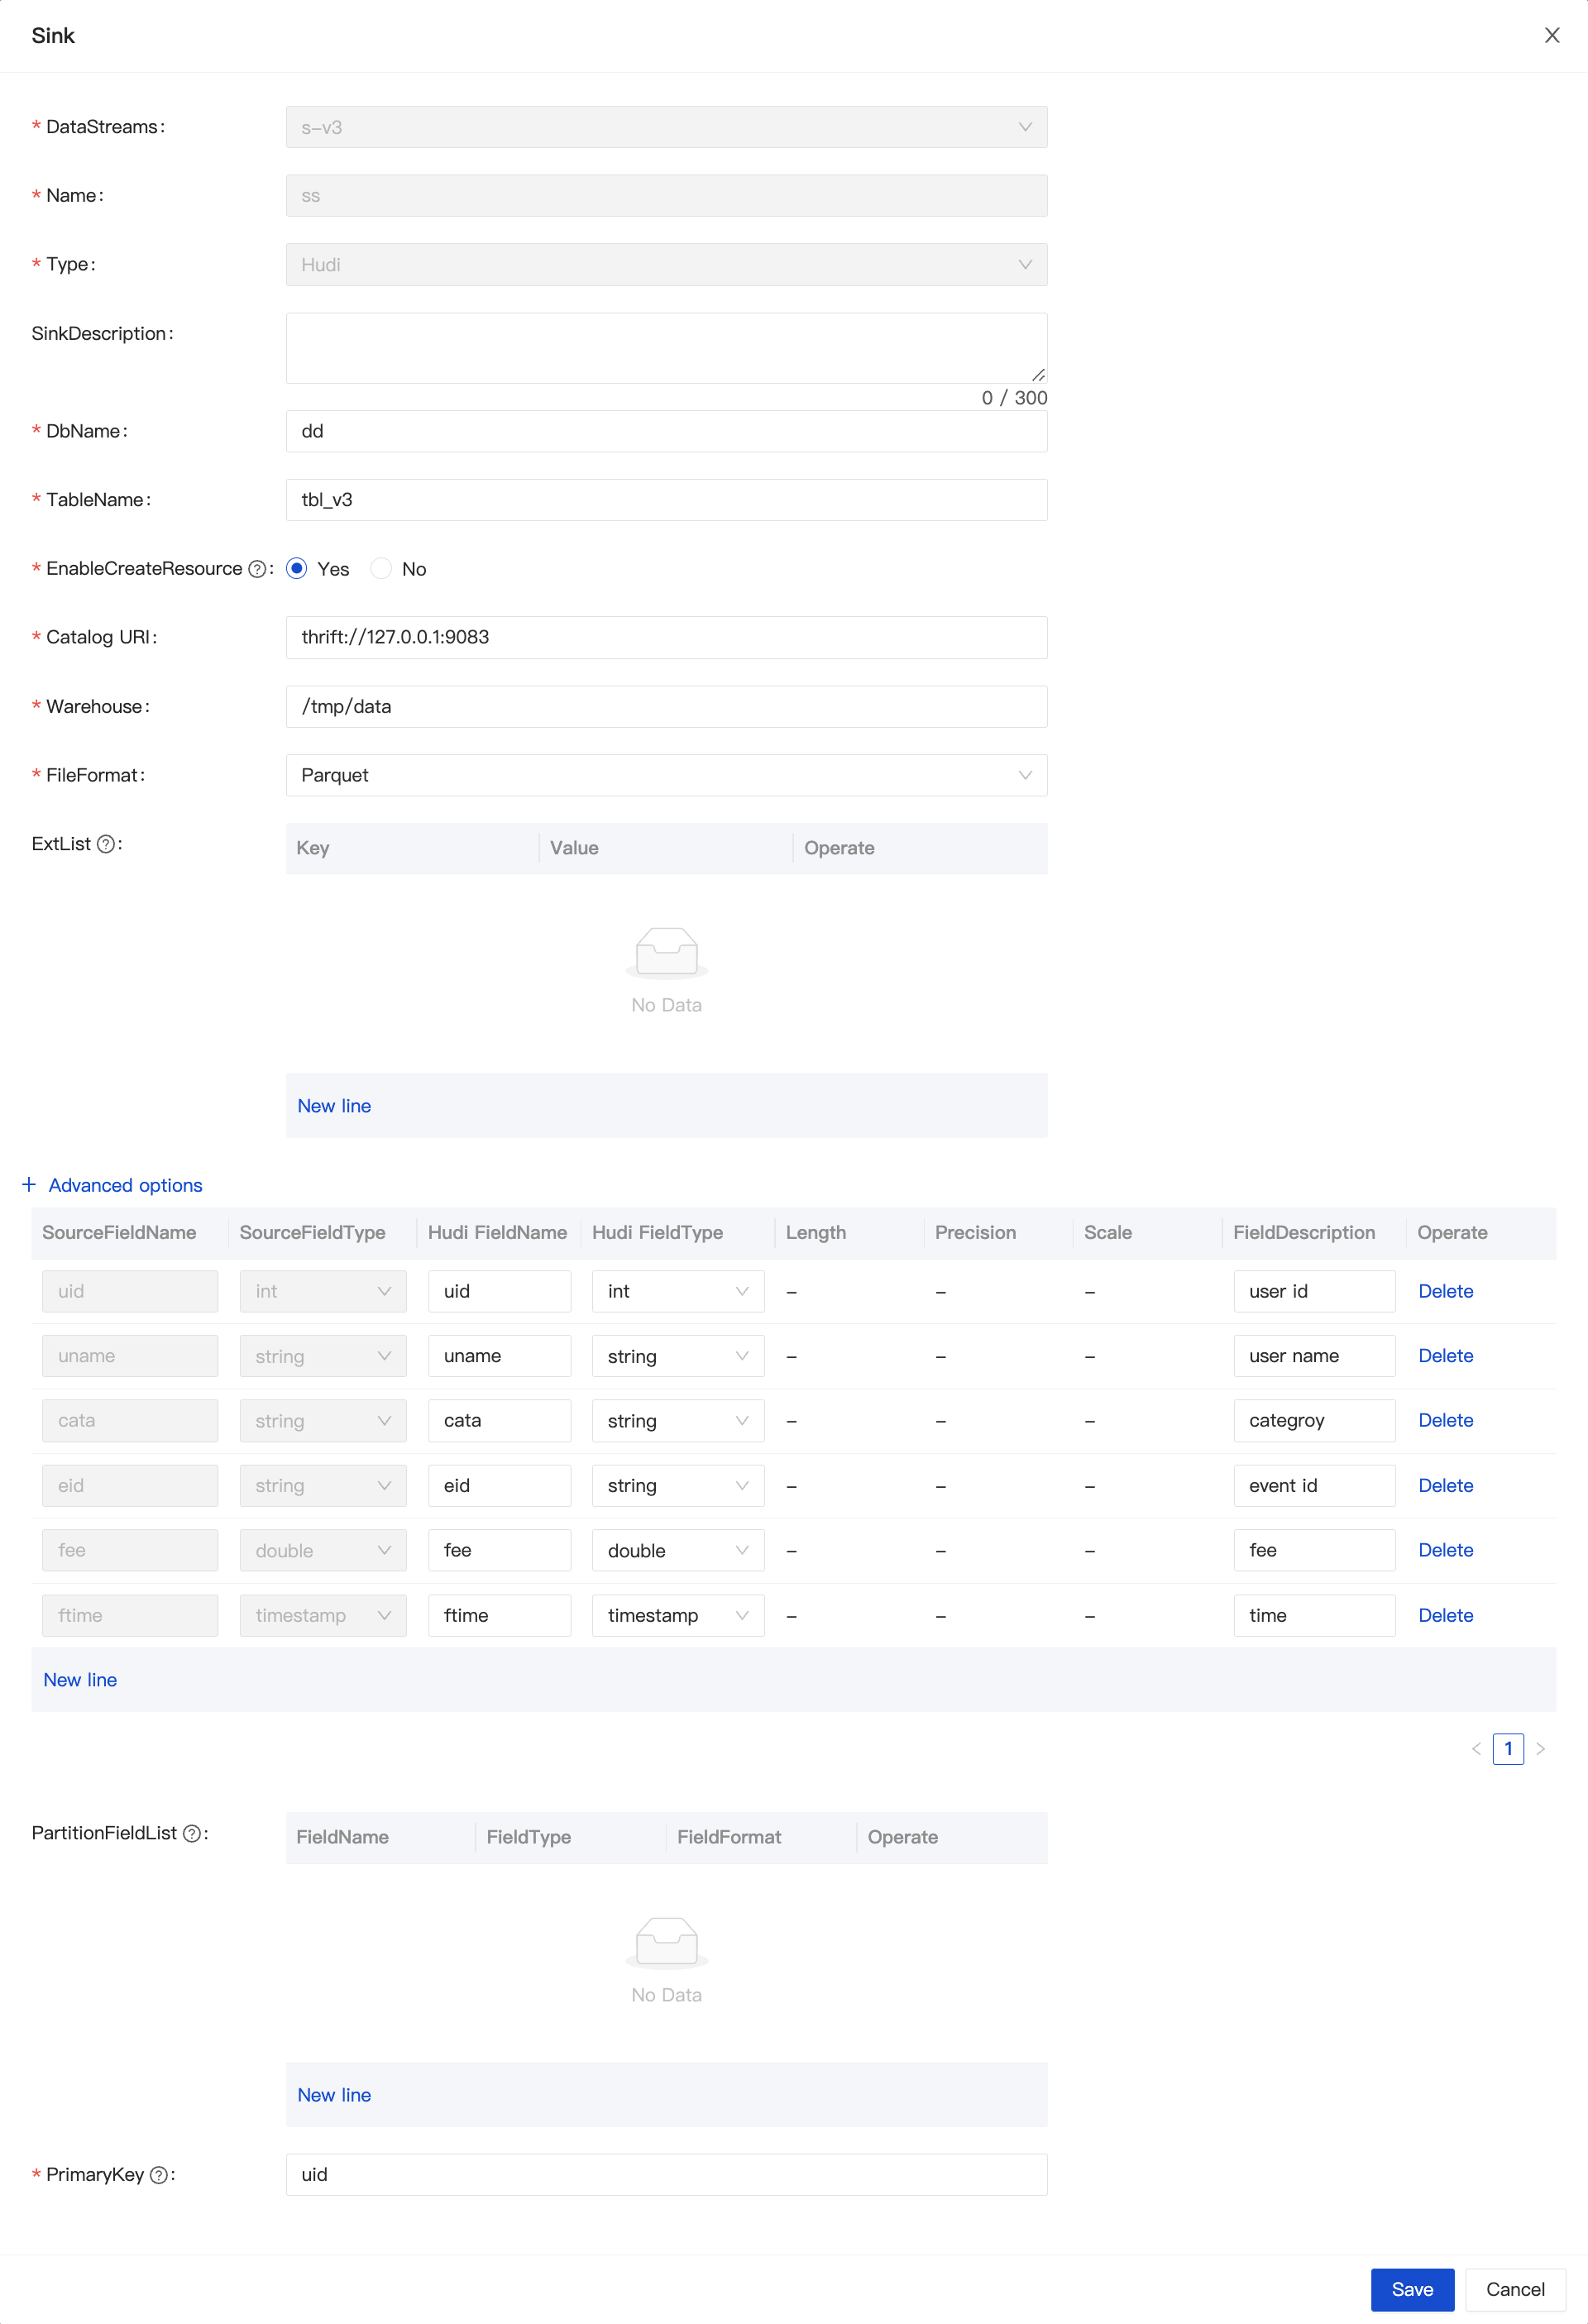 Sink
* DataStreams: s-v3
* Name: ss
* Type: Hudi
SinkDescription:
0 / 300
* DbName: dd
* TableName: tbl_v3
* EnableCreateResource ?: Yes No
* Catalog URI: thrift://127.0.0.1:9083
* Warehouse: /tmp/data
* FileFormat: Parquet
ExtList ?: Key Value Operate
No Data
New line
+ Advanced options
SourceFieldName SourceFieldType Hudi FieldName Hudi FieldType Length Precision Scale FieldDescription Operate
uid int uid int – – – user id Delete
uname string uname string – – – user name Delete
cata string cata string – – – categroy Delete
eid string eid string – – – event id Delete
fee double fee double – – – fee Delete
ftime timestamp ftime timestamp – – – time Delete
New line
< 1 >
PartitionFieldList ?: FieldName FieldType FieldFormat Operate
No Data
New line
* PrimaryKey ?: uid
Save Cancel